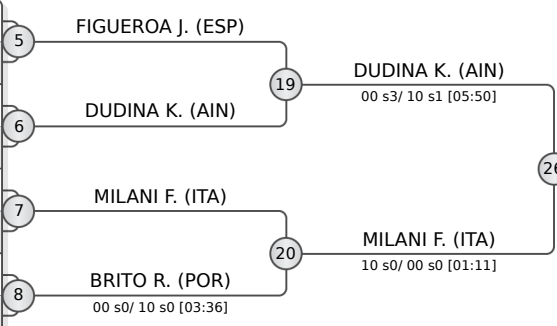 FIGUEROA J. (ESP)
5
19
DUDINA K. (AIN)
00 s3/ 10 s1 [05:50]
6
DUDINA K. (AIN)
26
7
MILANI F. (ITA)
20
MILANI F. (ITA)
10 s0/ 00 s0 [01:11]
8
BRITO R. (POR)
00 s0/ 10 s0 [03:36]